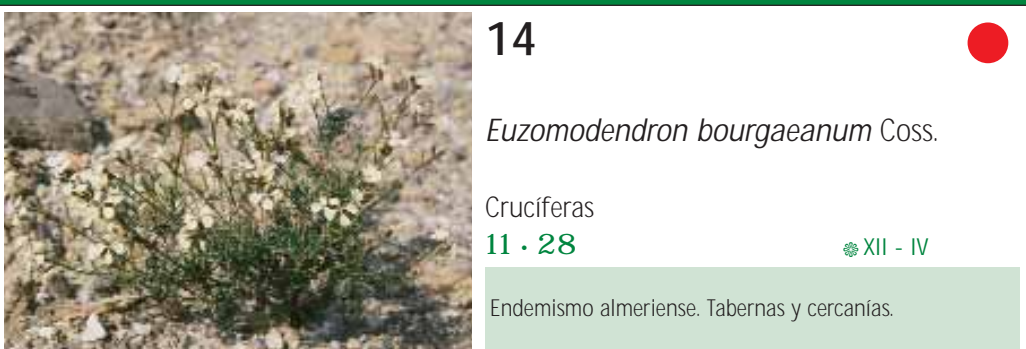 14
Euzomodendron bourgaeanum Coss.
Crucíferas
11 · 28
XII - IV
Endemismo almeriense. Tabernas y cercanías.